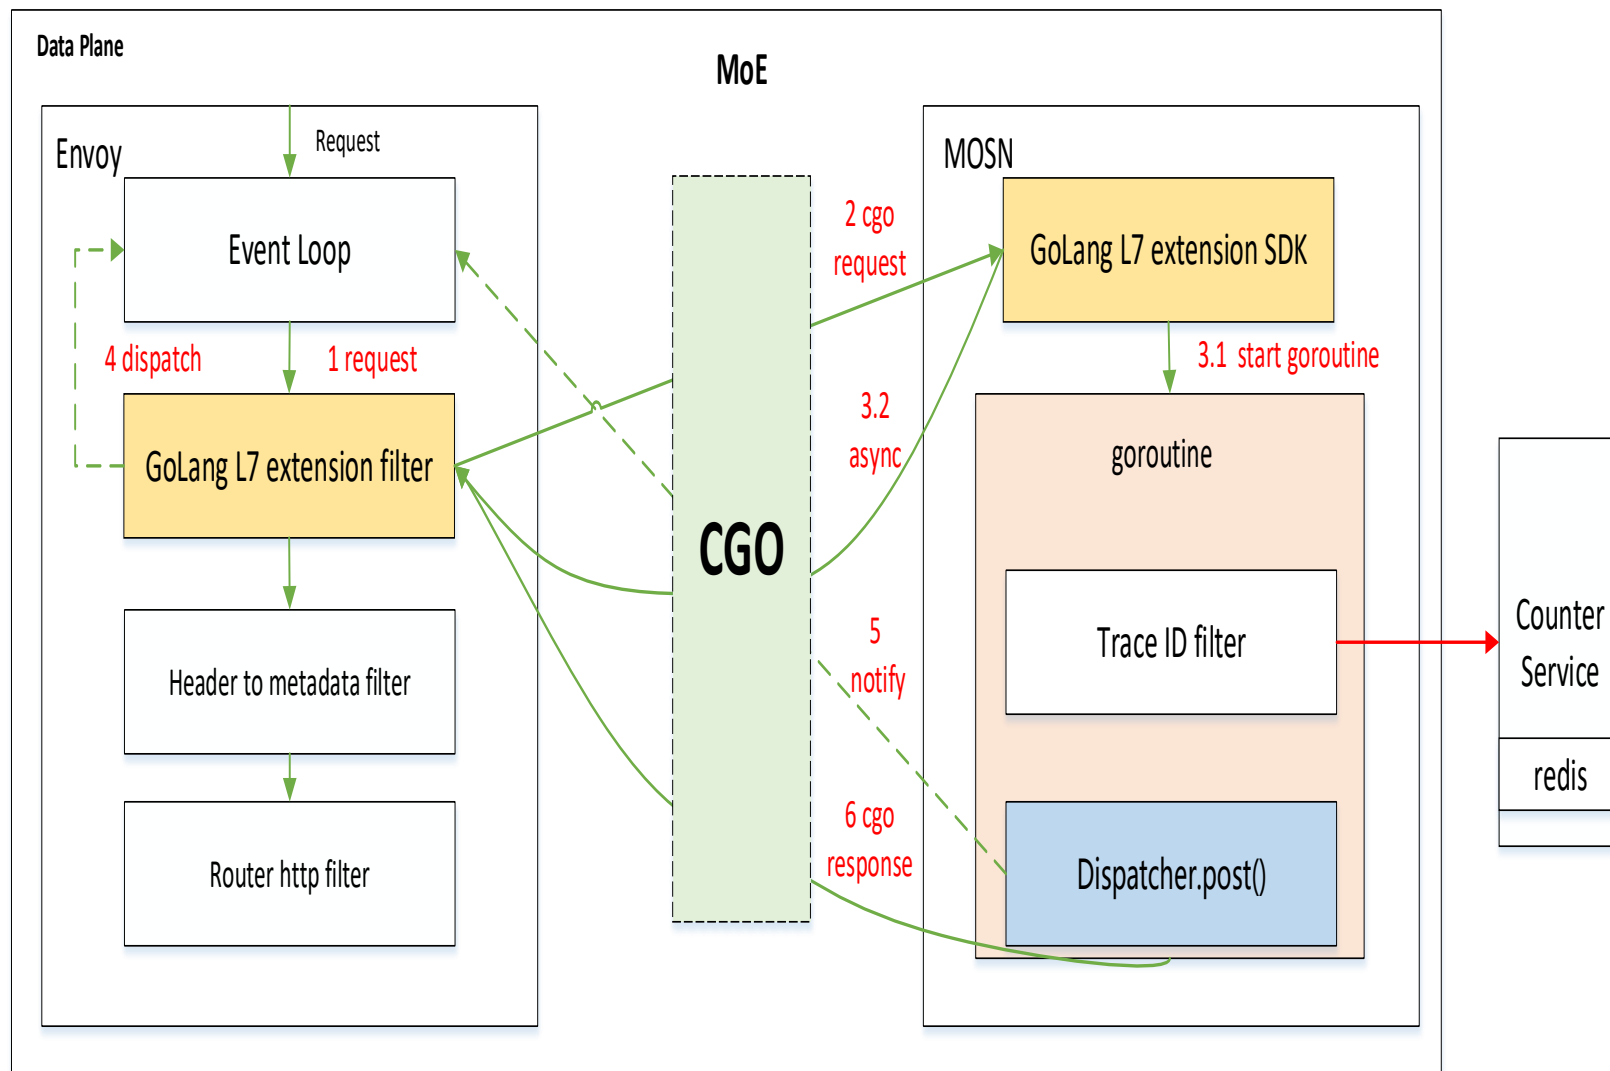 Data Plane
MoE
Envoy
Request
Event Loop
4 dispatch
1 request
GoLang L7 extension filter
Header to metadata filter
Router http filter
CGO
2 cgo
request
3.2
async
5
notify
6 cgo
response
MOSN
GoLang L7 extension SDK
3.1 start goroutine
goroutine
Trace ID filter
Dispatcher.post()
Counter
Service
redis